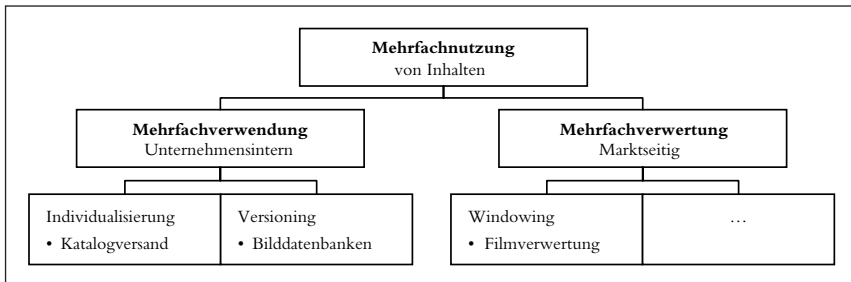 Mehrfachnutzung
von Inhalten
Mehrfachverwendung
Unternehmensintern
Mehrfachverwertung
Marktseitig
Individualisierung
• Katalogversand
Versioning
• Bilddatenbanken
Windowing
• Filmverwertung
…